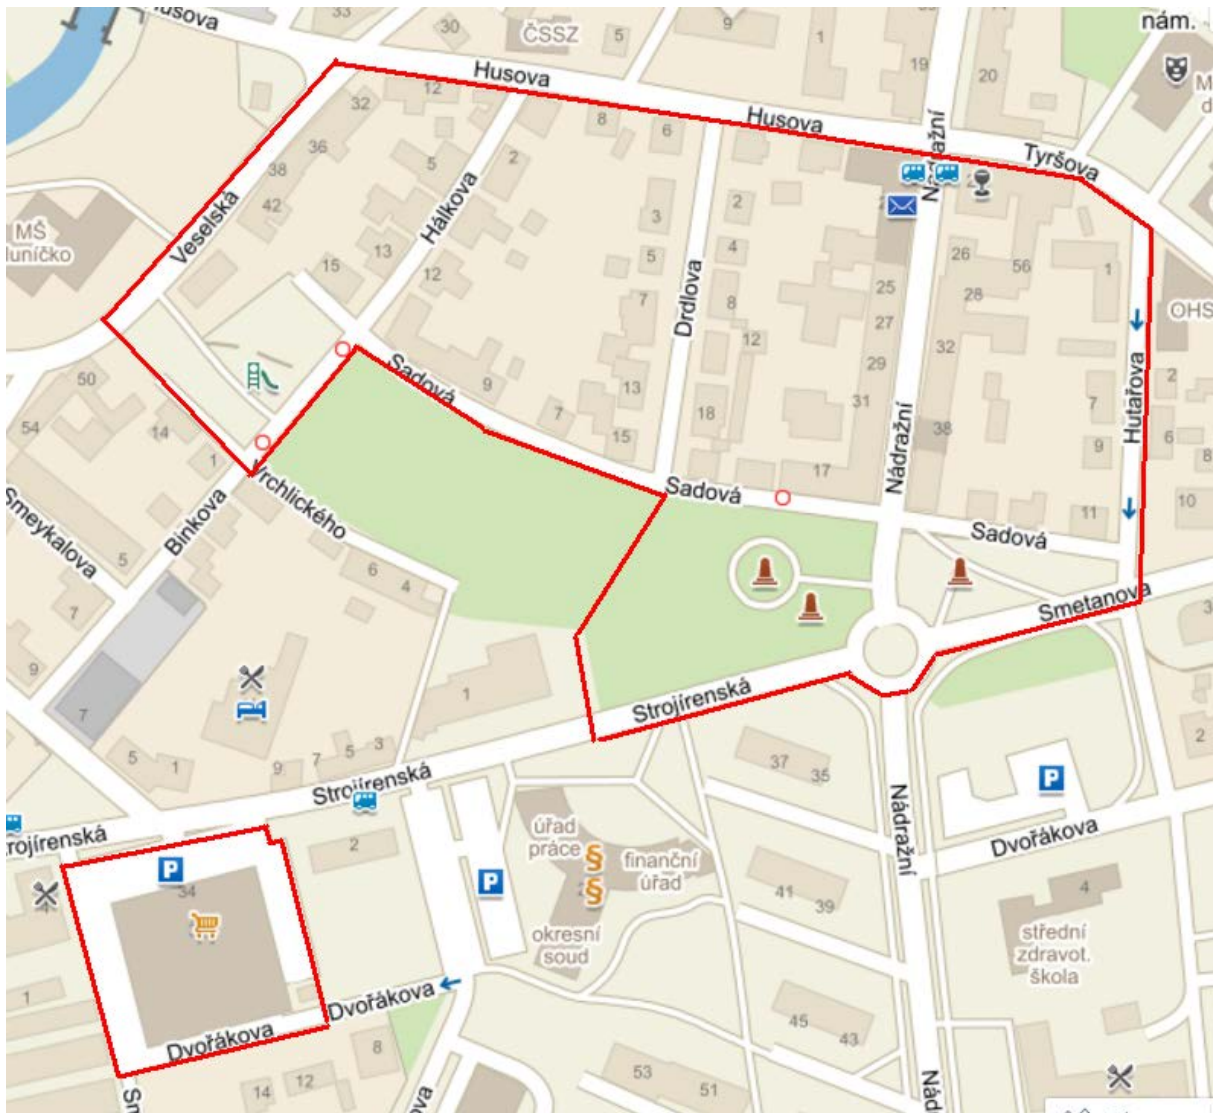 Husova
33
30
ČSSZ
5
1
19
20
nám.
Husova
Husova
Nádražní
Tyršova
12
32
36
38
42
8
6
5
2
Veselská
Hálkova
MŠ
15
13
12
3
5
7
2
4
8
12
Drdlova
25
27
29
31
26
28
32
38
56
1
OHS
Hutařova
2
7
9
6
8
10
11
50
54
14
1
Sadová
9
7
13
15
18
17
Sadová
Nádražní
Sadová
Smeykalova
Binkova
Vrchlického
5
7
9
7
6
4
Smetanova
3
2
1
Strojírenská
5
1
9
7
5
3
Strojírenská
37
35
P
Nádražní
Dvořákova
2
úřad
práce
§
§
finanční
úřad
P
P
34
41
39
4
střední
zdravot.
škola
okresní
soud
1
Dvořákova
Dvořákova
8
45
43
14
12
53
51